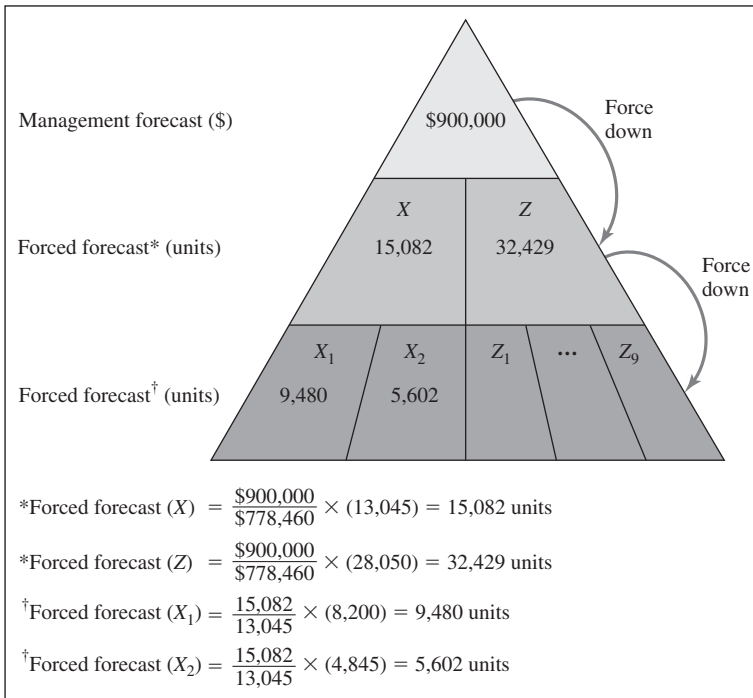 Management forecast ($)
$900,000
Force
down
X
Z
Forced forecast* (units)
15,082
32,429
Force
down
X₁
X₂
Z₁
•••
Z₉
Forced forecast† (units)
9,480
5,602
*Forced forecast (X) = $900,000 / $778,460 × (13,045) = 15,082 units
*Forced forecast (Z) = $900,000 / $778,460 × (28,050) = 32,429 units
†Forced forecast (X₁) = 15,082 / 13,045 × (8,200) = 9,480 units
†Forced forecast (X₂) = 15,082 / 13,045 × (4,845) = 5,602 units